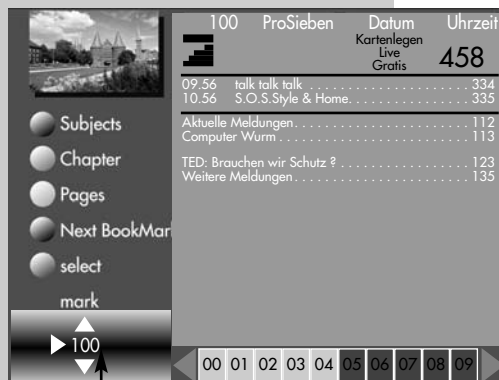 100 ProSieben Datum Uhrzeit
Kartenlegen
Live
Gratis
458
09.56 talk talk talk . . . . . . . . . . . . . . . . . . . . . . . . . . . 334
10.56 S.O.S.Style & Home. . . . . . . . . . . . . . . . . . . . 335
Aktuelle Meldungen. . . . . . . . . . . . . . . . . . . . . . . . . . . . . 112
Computer Wurm . . . . . . . . . . . . . . . . . . . . . . . . . . . . . . . 113
TED: Brauchen wir Schutz ? . . . . . . . . . . . . . . . . . . . . . 123
Weitere Meldungen . . . . . . . . . . . . . . . . . . . . . . . . . . . . . 135
Subjects
Chapter
Pages
Next BookMar
select
mark
100
00 01 02 03 04 05 06 07 08 09